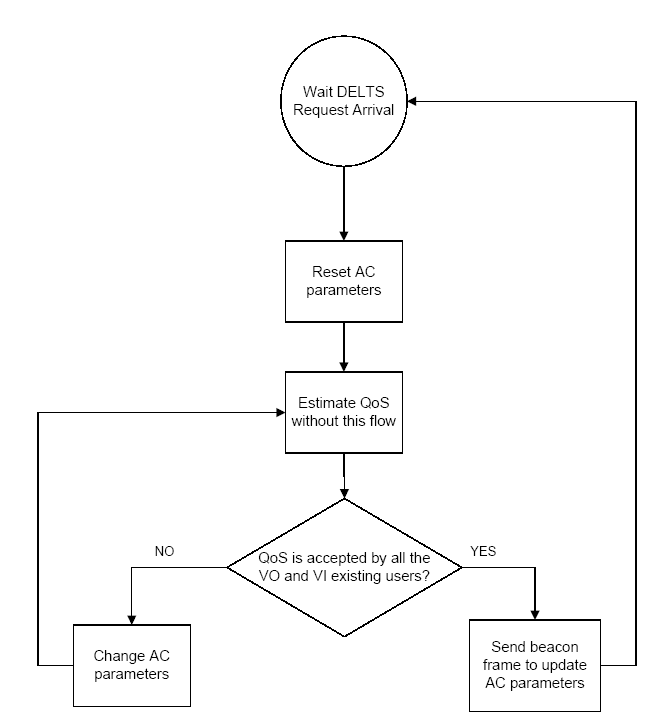 Wait DELTS
Request Arrival
Reset AC
parameters
Estimate QoS
without this flow
QoS is accepted by all the
VO and VI existing users?
NO
YES
Change AC
parameters
Send beacon
frame to update
AC parameters